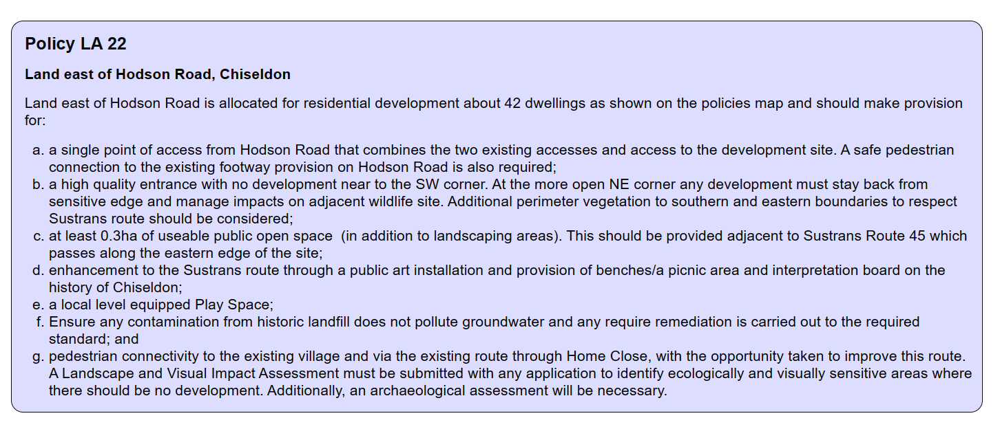 Policy LA 22
Land east of Hodson Road, Chiseldon
Land east of Hodson Road is allocated for residential development about 42 dwellings as shown on the policies map and should make provision
for:
a. a single point of access from Hodson Road that combines the two existing accesses and access to the development site. A safe pedestrian
connection to the existing footway provision on Hodson Road is also required;
b. a high quality entrance with no development near to the SW corner. At the more open NE corner any development must stay back from
sensitive edge and manage impacts on adjacent wildlife site. Additional perimeter vegetation to southern and eastern boundaries to respect
Sustrans route should be considered;
c. at least 0.3ha of useable public open space  (in addition to landscaping areas). This should be provided adjacent to Sustrans Route 45 which
passes along the eastern edge of the site;
d. enhancement to the Sustrans route through a public art installation and provision of benches/a picnic area and interpretation board on the
history of Chiseldon;
e. a local level equipped Play Space;
f. Ensure any contamination from historic landfill does not pollute groundwater and any require remediation is carried out to the required
standard; and
g. pedestrian connectivity to the existing village and via the existing route through Home Close, with the opportunity taken to improve this route.
A Landscape and Visual Impact Assessment must be submitted with any application to identify ecologically and visually sensitive areas where
there should be no development. Additionally, an archaeological assessment will be necessary.